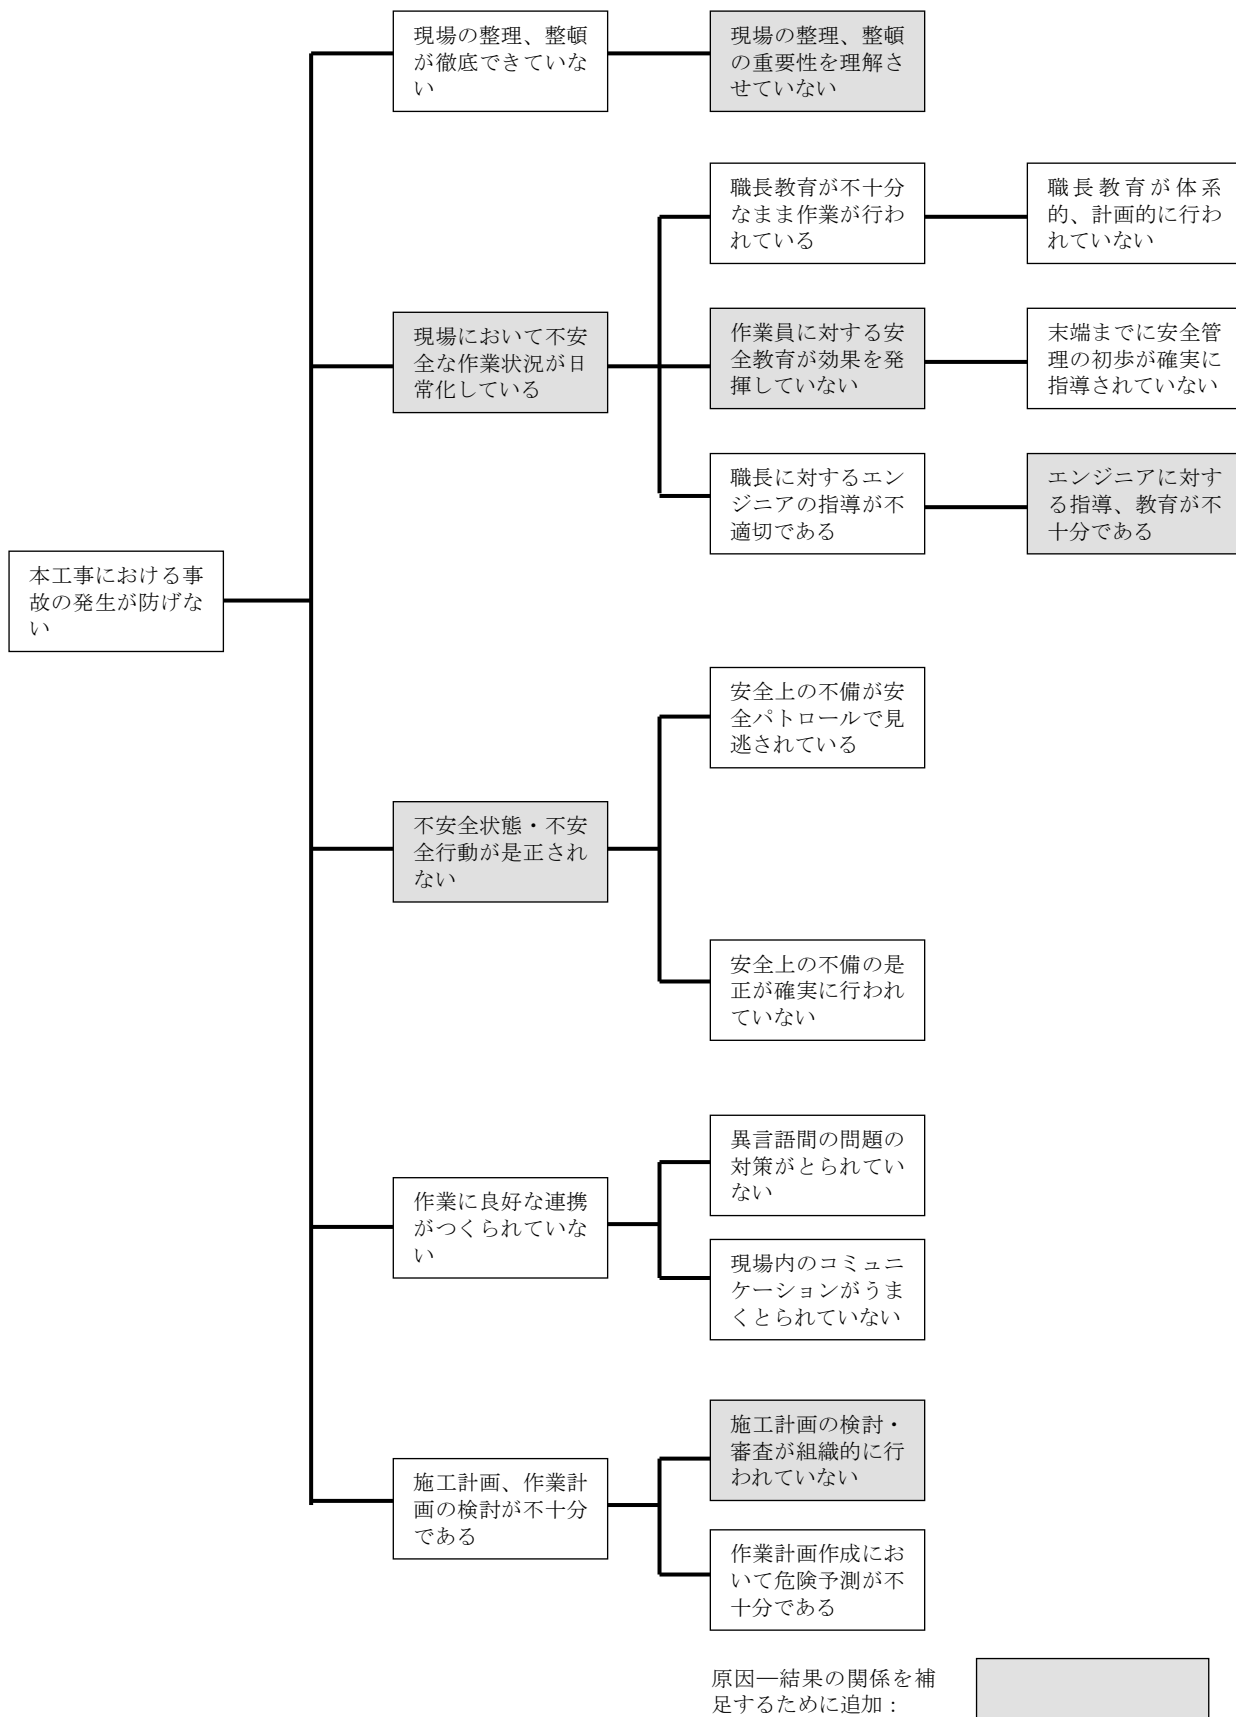 現場の整理、整頓
が徹底できていな
い
現場の整理、整頓
の重要性を理解さ
せていない
職長教育が不十分
なまま作業が行わ
れている
職長教育が体系
的、計画的に行わ
れていない
現場において不安
全な作業状況が日
常化している
作業員に対する安
全教育が効果を発
揮していない
末端までに安全管
理の初歩が確実に
指導されていない
職長に対するエン
ジニアの指導が不
適切である
エンジニアに対す
る指導、教育が不
十分である
本工事における事
故の発生が防げな
い
安全上の不備が安
全パトロールで見
逃されている
不安全状態・不安
全行動が是正され
ない
安全上の不備の是
正が確実に行われ
ていない
異言語間の問題の
対策がとられてい
ない
作業に良好な連携
がつくられていな
い
現場内のコミュニ
ケーションがうま
くとられていない
施工計画の検討・
審査が組織的に行
われていない
施工計画、作業計
画の検討が不十分
である
作業計画作成にお
いて危険予測が不
十分である
原因―結果の関係を補
足するために追加：